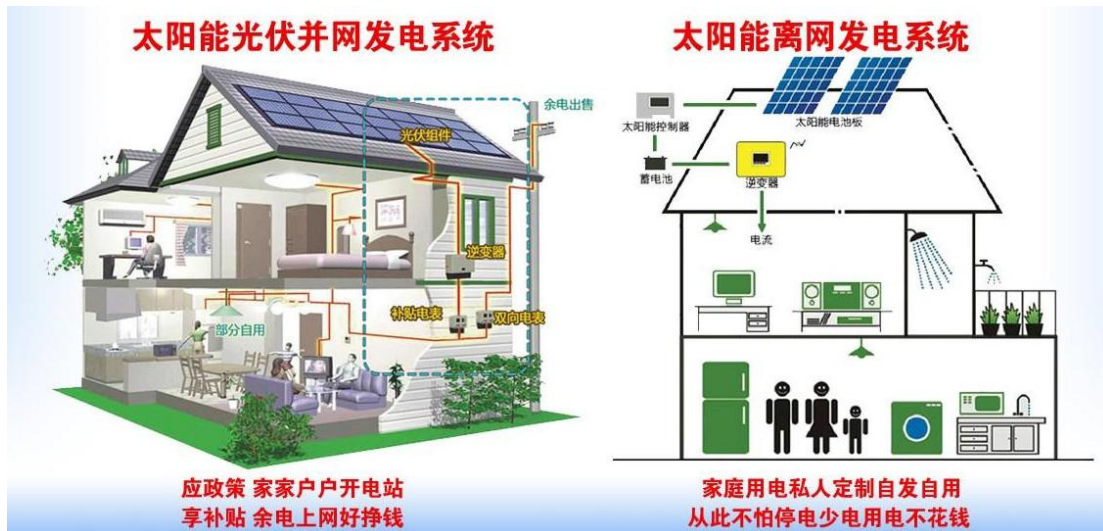 太阳能光伏并网发电系统
余电出售
光伏组件
逆变器
补贴电表
双向电表
部分自用
应政策 家家户户开电站
享补贴 余电上网好挣钱
太阳能离网发电系统
太阳能控制器
太阳能电池板
蓄电池
逆变器
电流
家庭用电私人定制自发自用
从此不怕停电少电用电不花钱